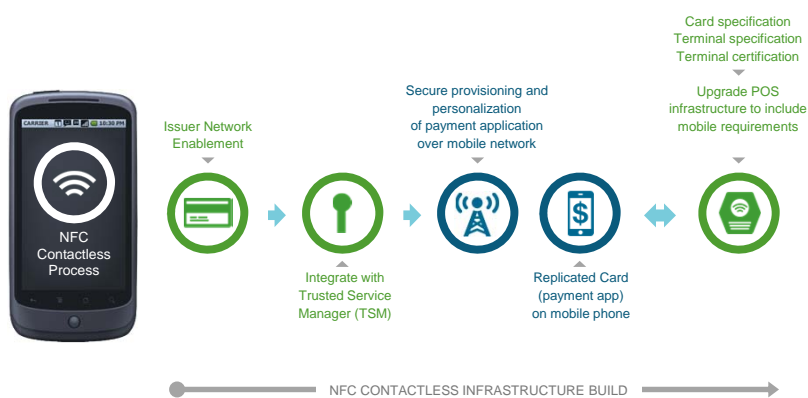 Card specification
Terminal specification
Terminal certification
Secure provisioning and
personalization
of payment application
over mobile network
Upgrade POS
infrastructure to include
mobile requirements
CARRIER
10:30 PM
Issuer Network
Enablement
NFC
Contactless
Process
$
Integrate with
Trusted Service
Manager (TSM)
Replicated Card
(payment app)
on mobile phone
NFC CONTACTLESS INFRASTRUCTURE BUILD